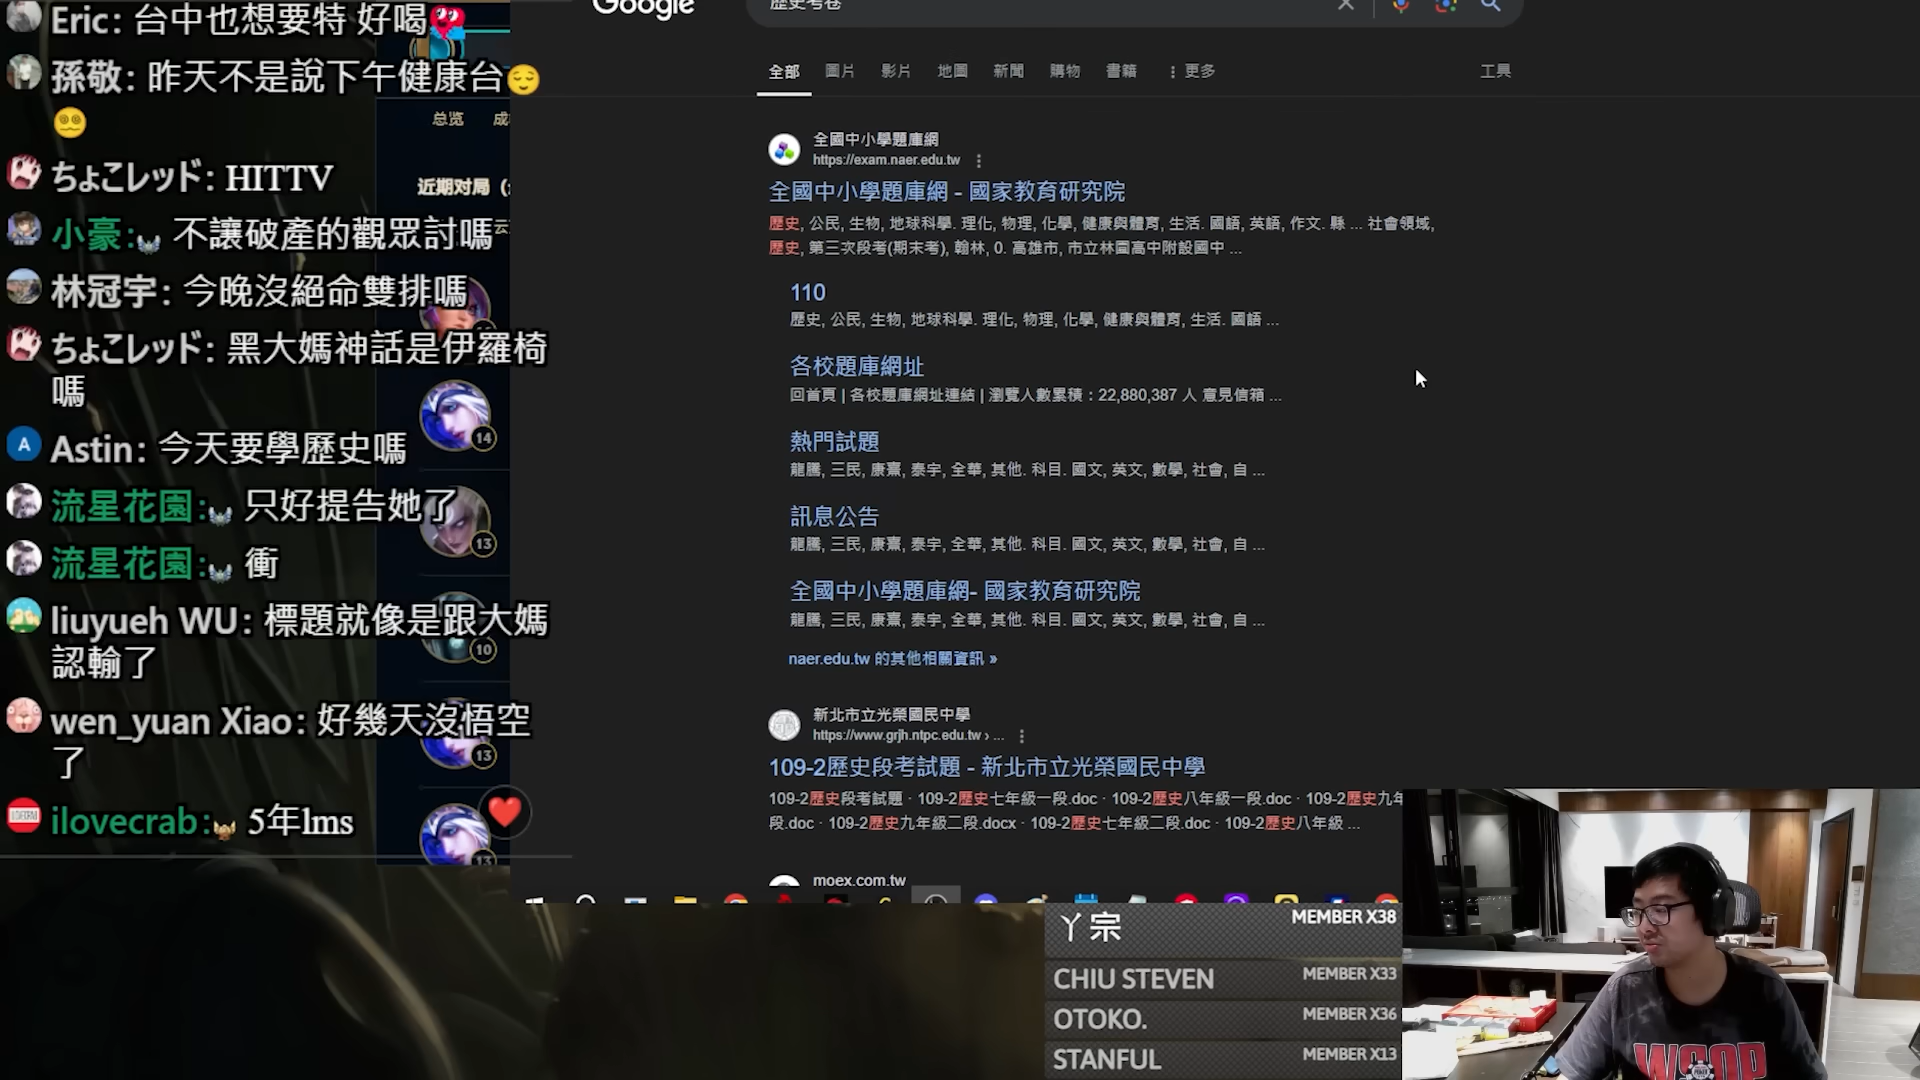 Eric: 台中也想要特 好喝
孫敬: 昨天不是說下午健康台
ちょこレッド: HITTV
小豪: 不讓破產的觀眾討嗎
林冠宇: 今晚沒絕命雙排嗎
ちょこレッド: 黑大媽神話是伊羅椅
嗎
A
Astin: 今天要學歷史嗎
流星花園: 只好提告她了
流星花園: 衝
liuyueh WU: 標題就像是跟大媽
認輸了
wen_yuan Xiao: 好幾天沒悟空
了
ilovecrab: 5年lms
总览
近期对局
14
13
10
13
13
Google
歷史考卷
全部 圖片 影片 地圖 新聞 購物 書籍 更多 工具
全國中小學題庫網
https://exam.naer.edu.tw
全國中小學題庫網 - 國家教育研究院
歷史, 公民, 生物, 地球科學. 理化, 物理, 化學, 健康與體育, 生活. 國語, 英語, 作文. 縣 ... 社會領域,
歷史, 第三次段考(期末考), 翰林, 0. 高雄市, 市立林園高中附設國中 ...
110
歷史, 公民, 生物, 地球科學. 理化, 物理, 化學, 健康與體育, 生活. 國語 ...
各校題庫網址
回首頁 | 各校題庫網址連結 | 瀏覽人數累積：22,880,387 人 意見信箱 ...
熱門試題
龍騰, 三民, 康熹, 泰宇, 全華, 其他. 科目. 國文, 英文, 數學, 社會, 自 ...
訊息公告
龍騰, 三民, 康熹, 泰宇, 全華, 其他. 科目. 國文, 英文, 數學, 社會, 自 ...
全國中小學題庫網- 國家教育研究院
龍騰, 三民, 康熹, 泰宇, 全華, 其他. 科目. 國文, 英文, 數學, 社會, 自 ...
naer.edu.tw 的其他相關資訊 »
新北市立光榮國民中學
https://www.grjh.ntpc.edu.tw › ...
109-2歷史段考試題 - 新北市立光榮國民中學
109-2歷史段考試題 · 109-2歷史七年級一段.doc · 109-2歷史八年級一段.doc · 109-2歷史九年
段.doc · 109-2歷史九年級二段.docx · 109-2歷史七年級二段.doc · 109-2歷史八年級 ...
moex.com.tw
丫宗 MEMBER X38
CHIU STEVEN MEMBER X33
OTOKO. MEMBER X36
STANFUL MEMBER X13
WSOP